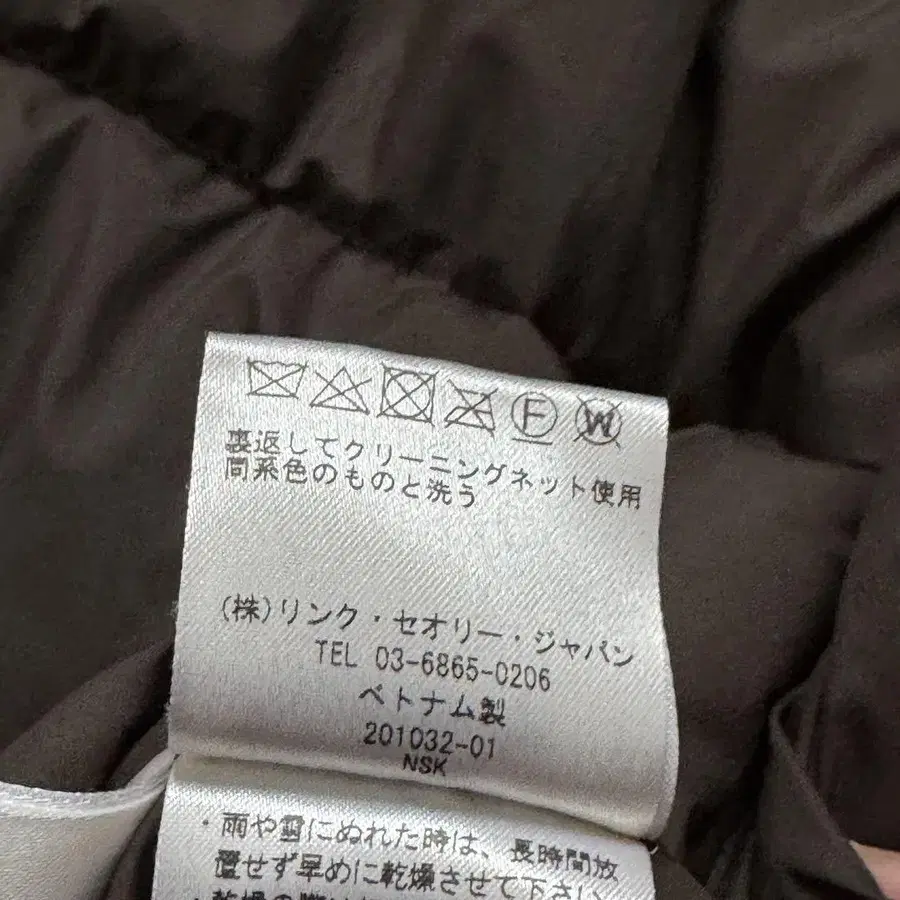 F W
裏返してクリーニングネット使用
同系色のものと洗う
(株)リンク・セオリー・ジャパン
TEL 03-6865-0206
ベトナム製
201032-01
NSK
・雨や雪にぬれた時は、長時間放
置せず早めに乾燥させて下さい